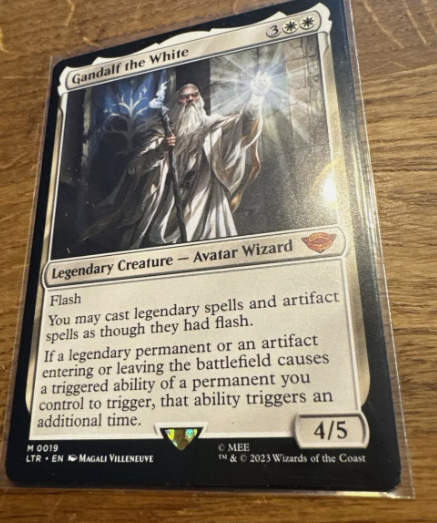 Gandalf the White
3
Legendary Creature — Avatar Wizard
Flash
You may cast legendary spells and artifact
spells as though they had flash.
If a legendary permanent or an artifact
entering or leaving the battlefield causes
a triggered ability of a permanent you
control to trigger, that ability triggers an
additional time.
4/5
M 0019
LTR • EN Magali Villeneuve
© MEE
™ & © 2023 Wizards of the Coast